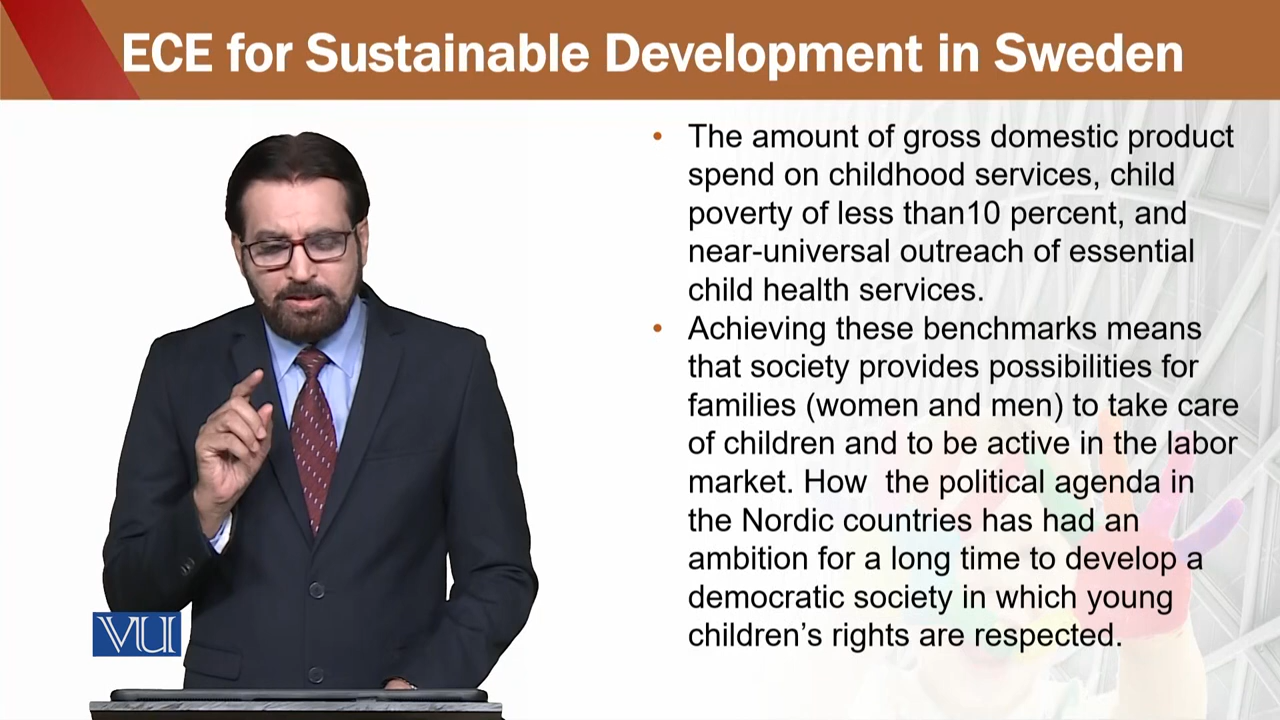 ECE for Sustainable Development in Sweden
• The amount of gross domestic product
spend on childhood services, child
poverty of less than10 percent, and
near-universal outreach of essential
child health services.
• Achieving these benchmarks means
that society provides possibilities for
families (women and men) to take care
of children and to be active in the labor
market. How  the political agenda in
the Nordic countries has had an
ambition for a long time to develop a
democratic society in which young
children’s rights are respected.
VU